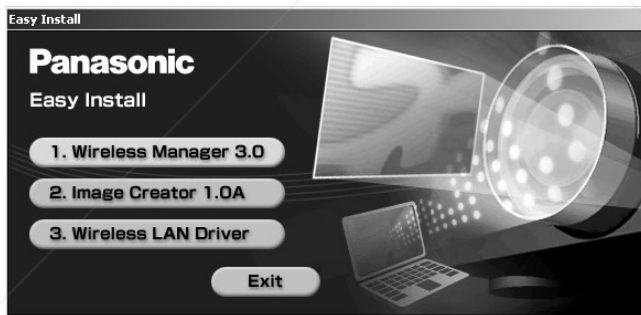 Easy Install
Panasonic
Easy Install
1. Wireless Manager 3.0
2. Image Creator 1.0A
3. Wireless LAN Driver
Exit